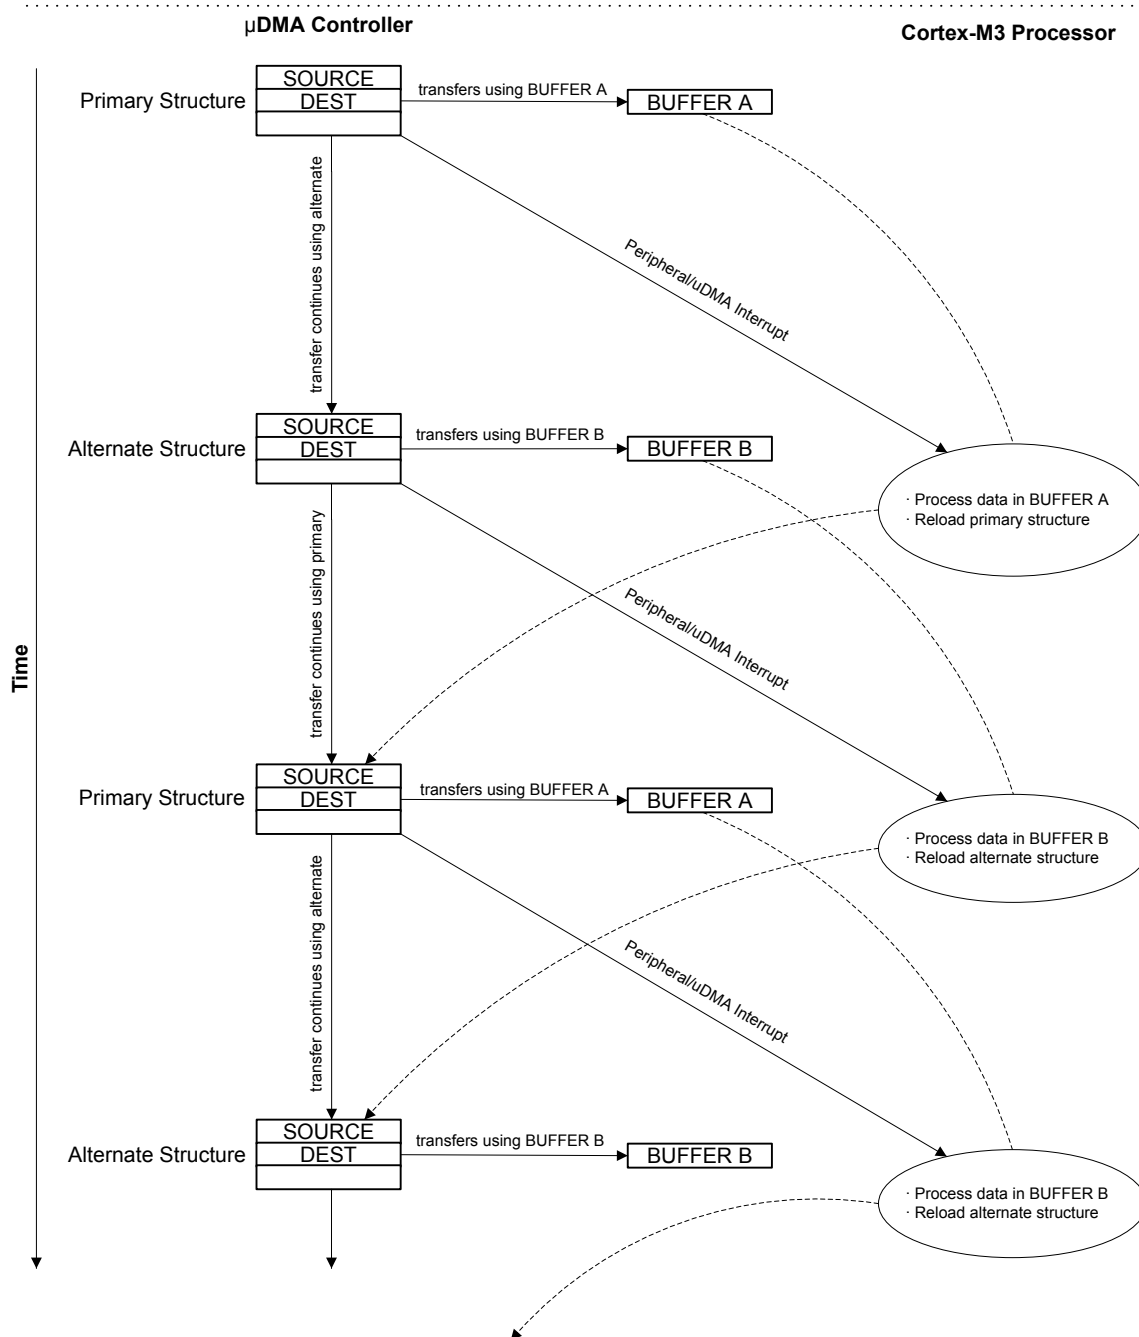 µDMA Controller
Cortex-M3 Processor
SOURCE
Primary Structure
DEST
transfers using BUFFER A
BUFFER A
transfer continues using alternate
Peripheral/uDMA Interrupt
SOURCE
Alternate Structure
DEST
transfers using BUFFER B
BUFFER B
· Process data in BUFFER A
· Reload primary structure
transfer continues using primary
Peripheral/uDMA Interrupt
Time
SOURCE
Primary Structure
DEST
transfers using BUFFER A
BUFFER A
· Process data in BUFFER B
· Reload alternate structure
transfer continues using alternate
Peripheral/uDMA Interrupt
SOURCE
Alternate Structure
DEST
transfers using BUFFER B
BUFFER B
· Process data in BUFFER B
· Reload alternate structure